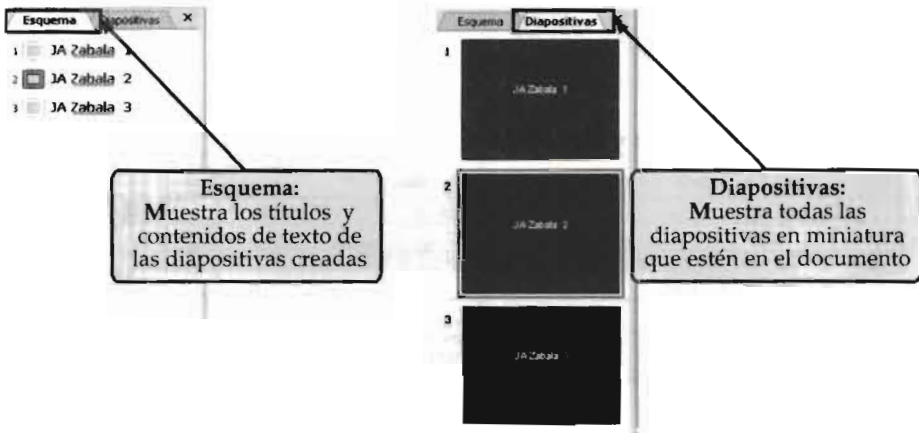 Esquema Diapositivas ×
1 JA Zabala 1
2 JA Zabala 2
3 JA Zabala 3
Esquema:
Muestra los títulos y
contenidos de texto de
las diapositivas creadas
Esquema Diapositivas ×
1
JA Zabala 1
2
JA Zabala 2
3
JA Zabala
Diapositivas:
Muestra todas las
diapositivas en miniatura
que estén en el documento